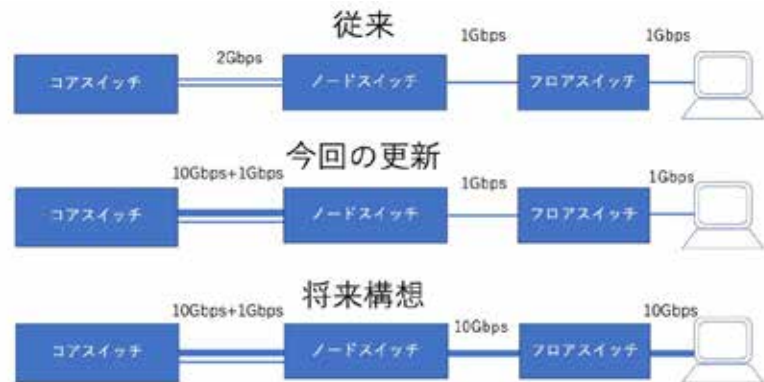 従来
2Gbps
1Gbps
1Gbps
コアスイッチ
ノードスイッチ
フロアスイッチ
今回の更新
10Gbps+1Gbps
1Gbps
1Gbps
コアスイッチ
ノードスイッチ
フロアスイッチ
将来構想
10Gbps+1Gbps
10Gbps
10Gbps
コアスイッチ
ノードスイッチ
フロアスイッチ